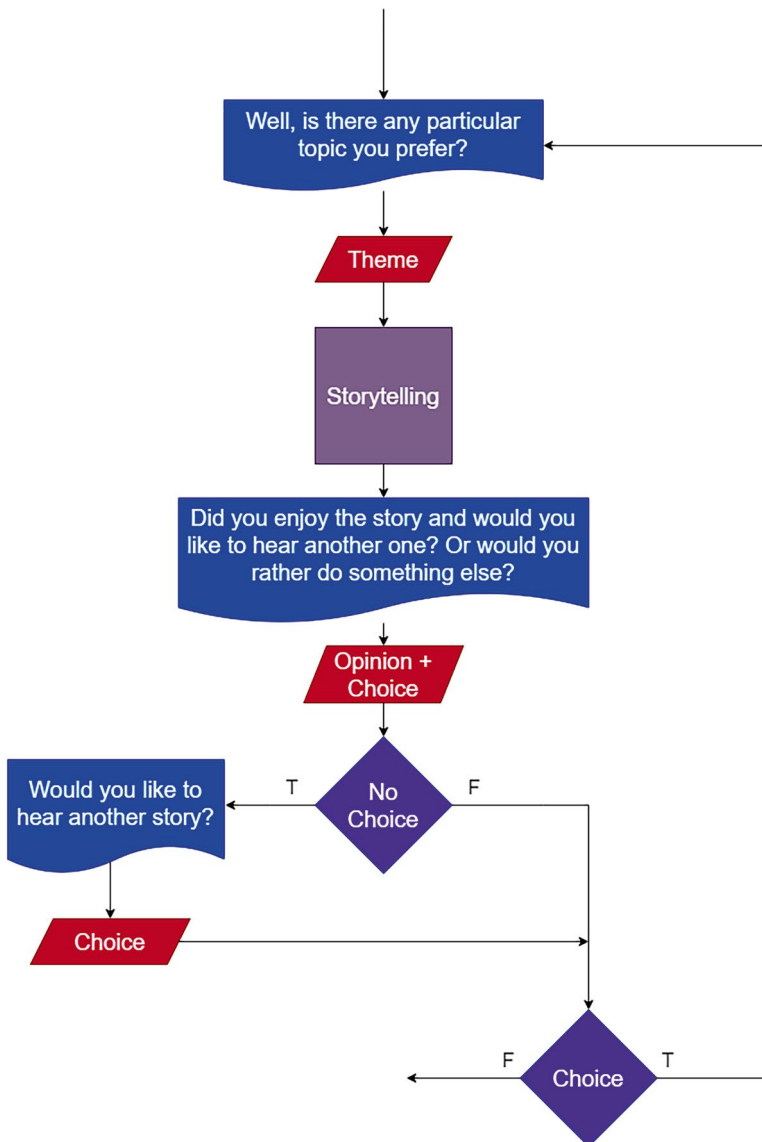 Well, is there any particular
topic you prefer?
Theme
Storytelling
Did you enjoy the story and would you
like to hear another one? Or would you
rather do something else?
Opinion +
Choice
No
Choice
T
F
Would you like to
hear another story?
Choice
F
Choice
T